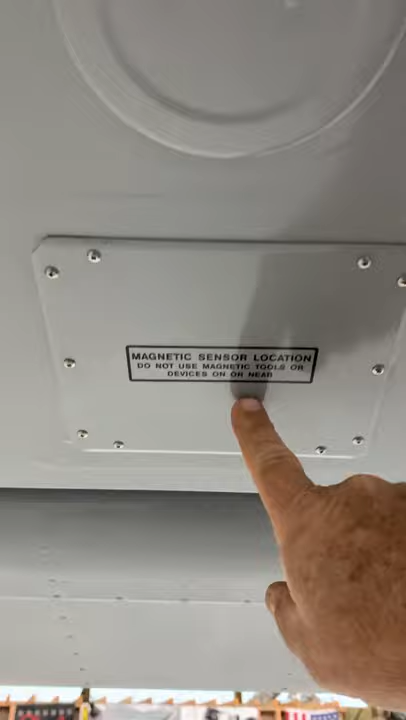 MAGNETIC SENSOR LOCATION
DO NOT USE MAGNETIC TOOLS OR
DEVICES ON OR NEAR